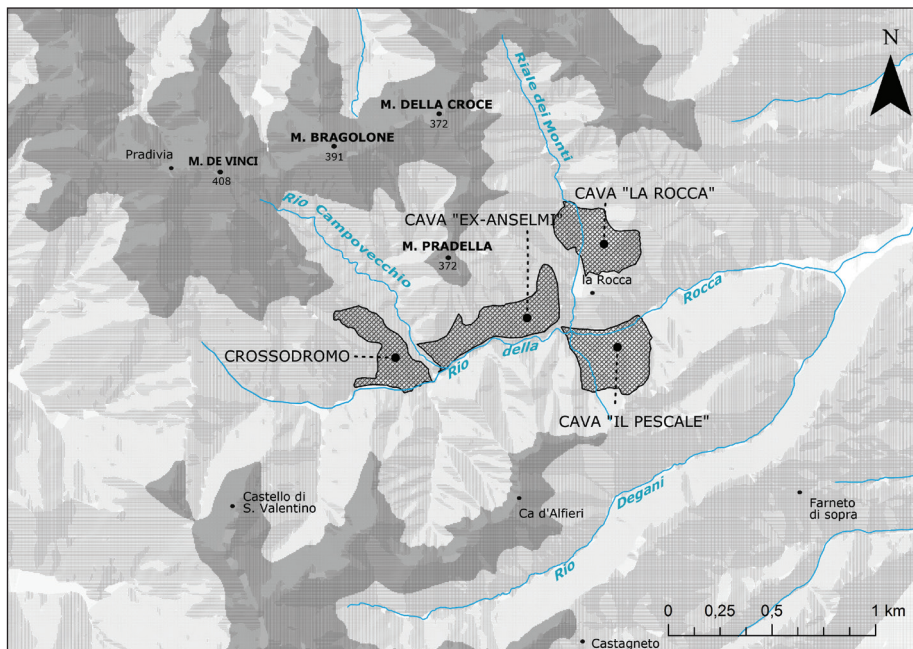 N
Riale dei Monti
M. DELLA CROCE
372
M. BRAGOLONE
391
Pradivia
M. DE VINCI
408
CAVA "LA ROCCA"
Rio Campovecchio
CAVA "EX-ANSELMI"
M. PRADELLA
372
la Rocca
Rio della Rocca
CROSSODROMO
CAVA "IL PESCALE"
Castello di
S. Valentino
Ca d'Alfieri
Rio Degani
Farneto
di sopra
0 0,25 0,5 1 km
Castagneto